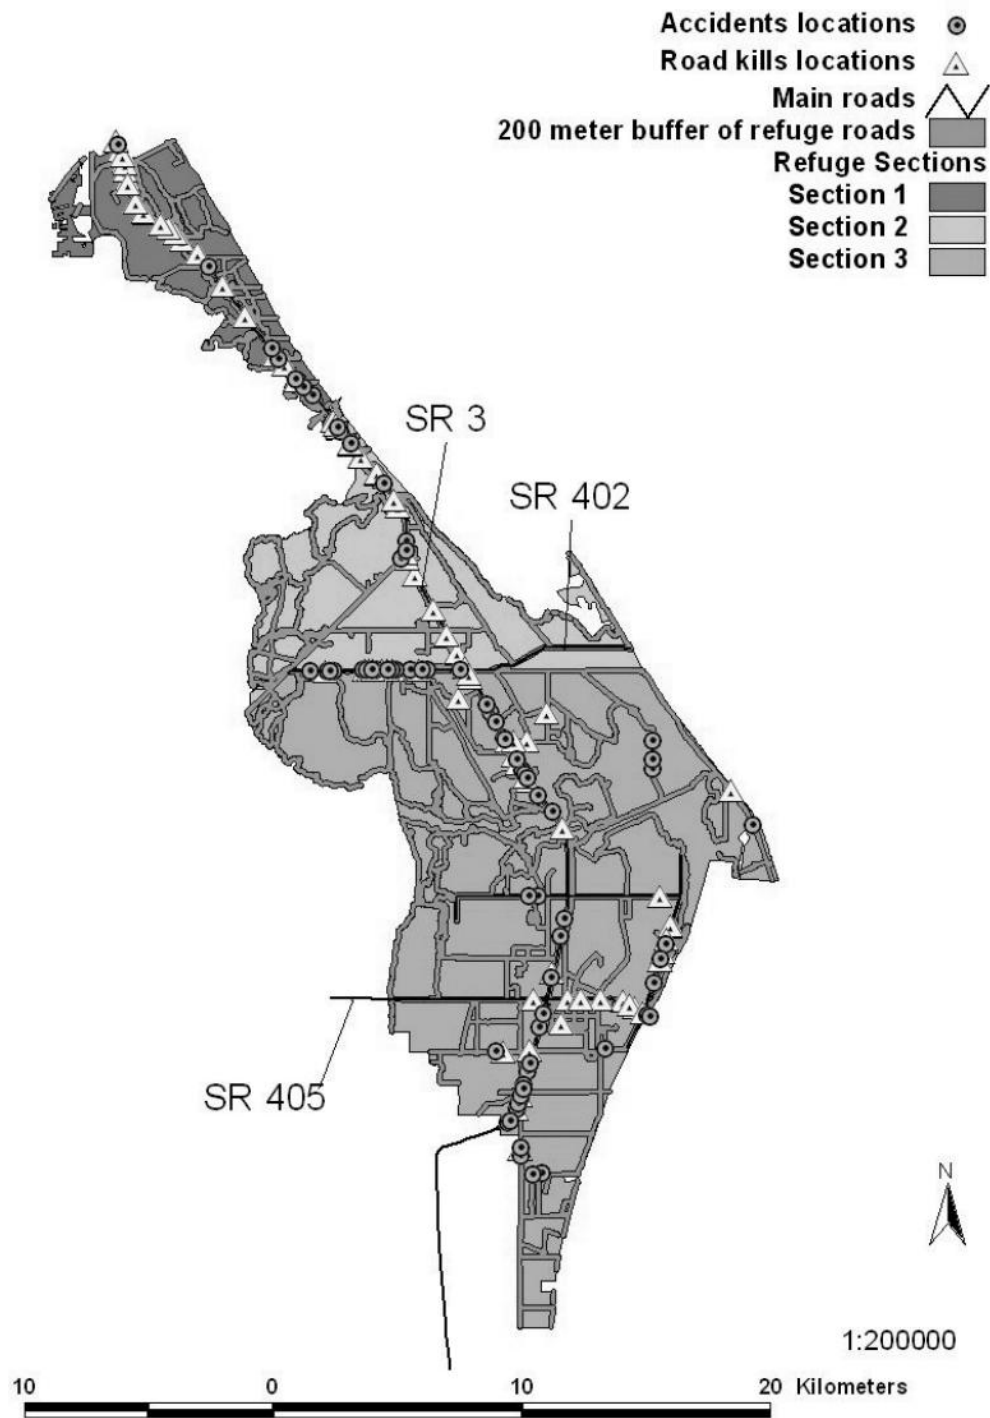 Accidents locations
Road kills locations
Main roads
200 meter buffer of refuge roads
Refuge Sections
Section 1
Section 2
Section 3
SR 3
SR 402
SR 405
N
1:200000
10 0 10 20 Kilometers